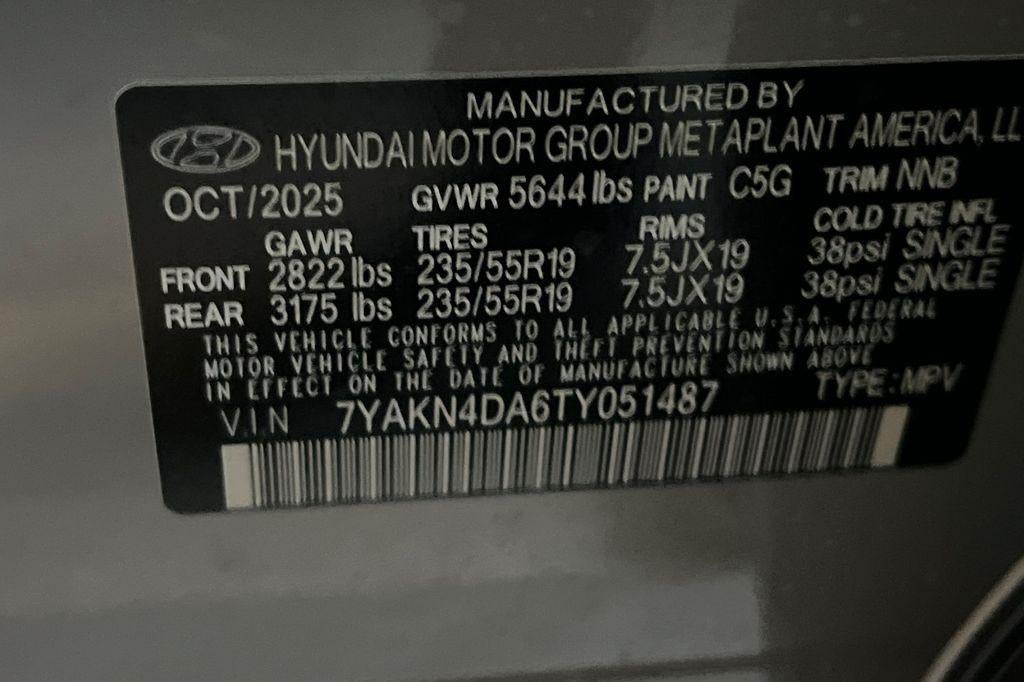 MANUFACTURED BY
HYUNDAI MOTOR GROUP METAPLANT AMERICA, LL
OCT/2025 GVWR 5644 lbs PAINT C5G TRIM NNB
GAWR TIRES RIMS COLD TIRE INFL
FRONT 2822 lbs 235/55R19 7.5JX19 38psi SINGLE
REAR 3175 lbs 235/55R19 7.5JX19 38psi SINGLE
THIS VEHICLE CONFORMS TO ALL APPLICABLE U.S.A. FEDERAL
MOTOR VEHICLE SAFETY AND THEFT PREVENTION STANDARDS
IN EFFECT ON THE DATE OF MANUFACTURE SHOWN ABOVE
VIN 7YAKN4DA6TY051487 TYPE:MPV